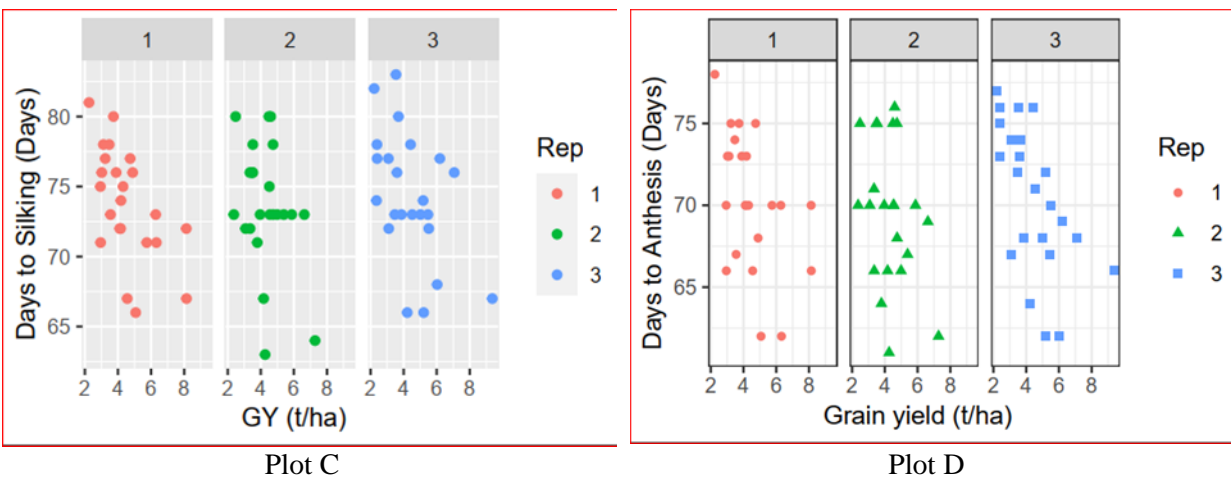 1 2 3
Days to Silking (Days)
80
75
70
65
2 4 6 8 2 4 6 8 2 4 6 8
GY (t/ha)
Rep
1
2
3
Plot C
1 2 3
Days to Anthesis (Days)
75
70
65
2 4 6 8 2 4 6 8 2 4 6 8
Grain yield (t/ha)
Rep
1
2
3
Plot D